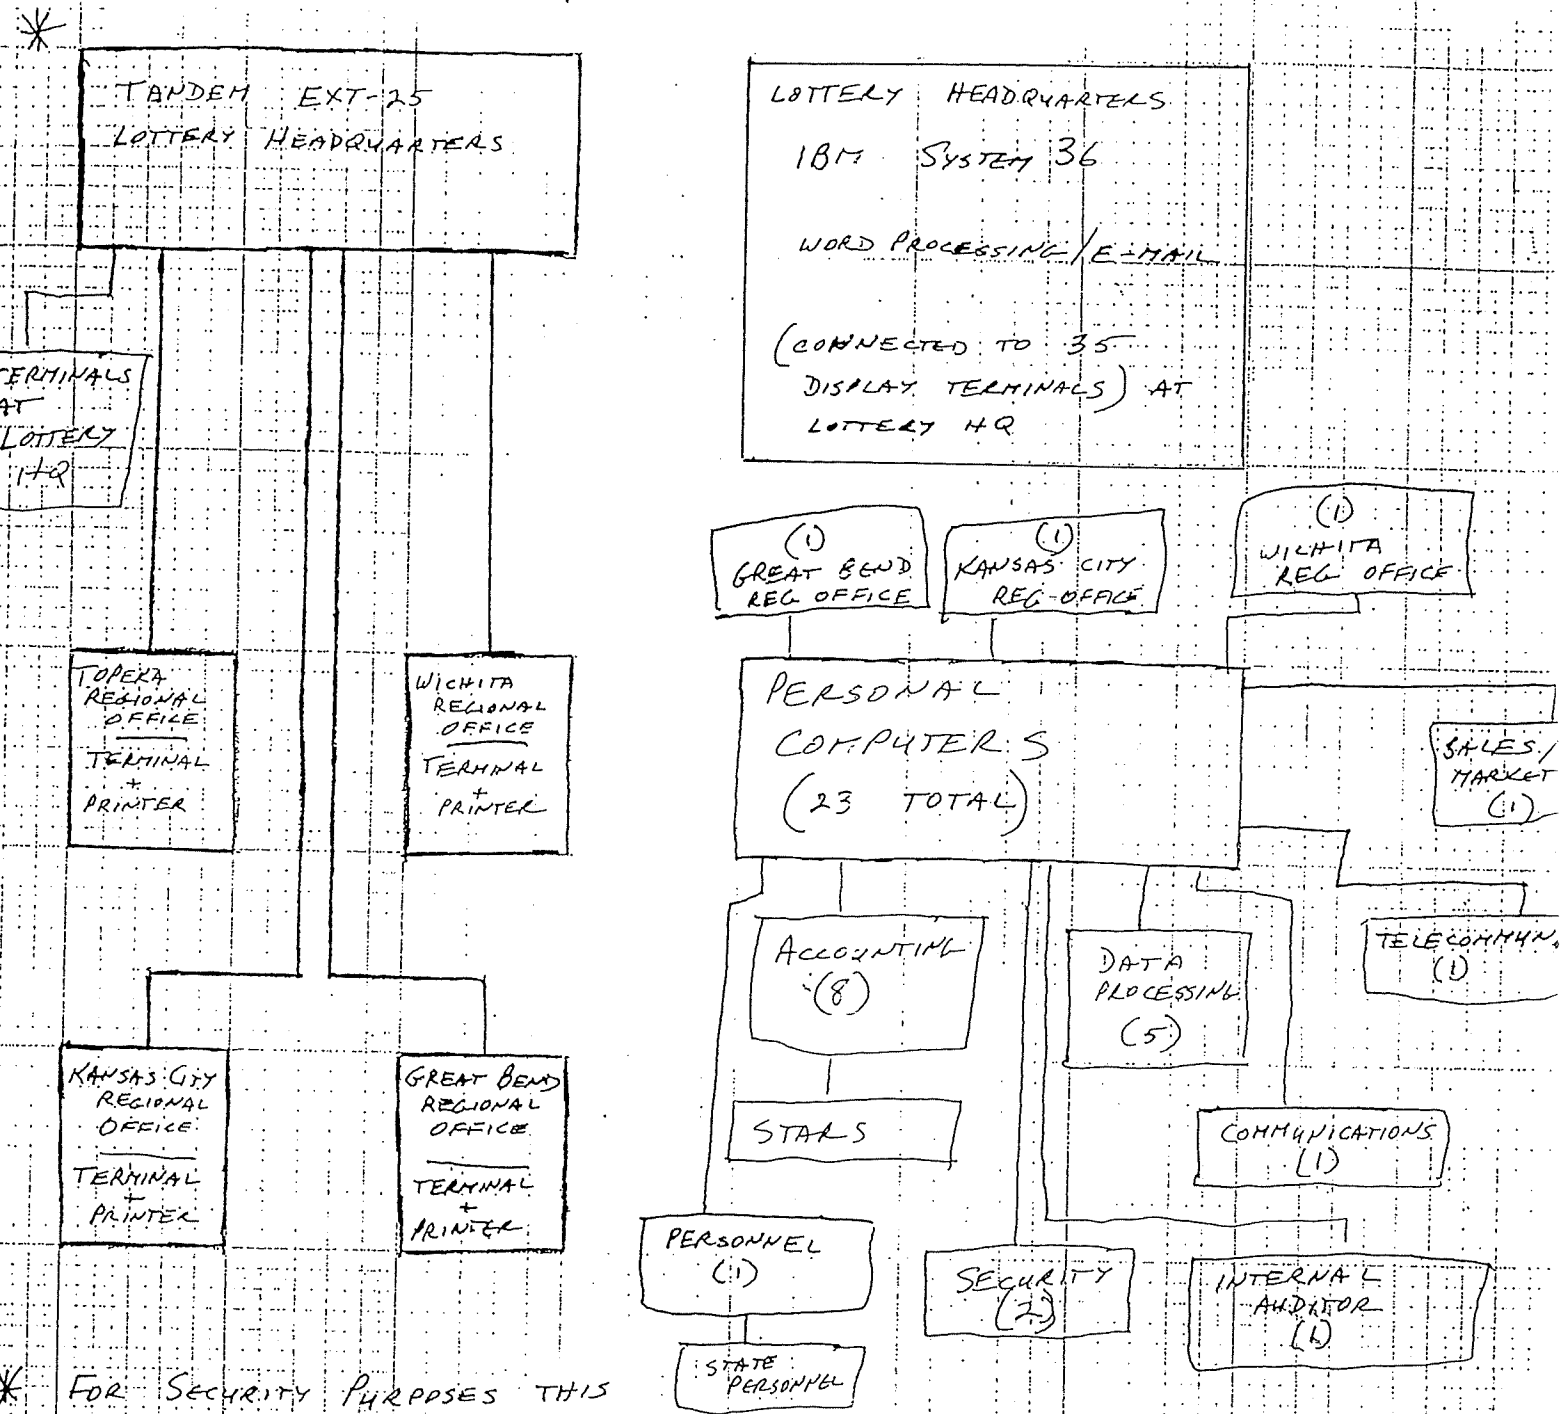 *
TANDEM EXT-25
LOTTERY HEADQUARTERS
TERMINALS
AT
LOTTERY
HQ
TOPEKA
REGIONAL
OFFICE
TERMINAL
+
PRINTER
WICHITA
REGIONAL
OFFICE
TERMINAL
+
PRINTER
KANSAS CITY
REGIONAL
OFFICE
TERMINAL
+
PRINTER
GREAT BEND
REGIONAL
OFFICE
TERMINAL
+
PRINTER
* FOR SECURITY PURPOSES THIS
LOTTERY HEADQUARTERS
IBM SYSTEM 36
WORD PROCESSING/E-MAIL
(CONNECTED TO 35
DISPLAY TERMINALS) AT
LOTTERY HQ
(1)
GREAT BEND
REG OFFICE
(1)
KANSAS CITY
REG-OFFICE
(1)
WICHITA
REG OFFICE
PERSONAL
COMPUTERS
(23 TOTAL)
SALES/
MARKET
(1)
TELECOMMUN.
(1)
ACCOUNTING
(8)
STARS
DATA
PROCESSING
(5)
COMMUNICATIONS
(1)
PERSONNEL
(1)
STATE
PERSONNEL
SECURITY
(2)
INTERNAL
AUDITOR
(1)